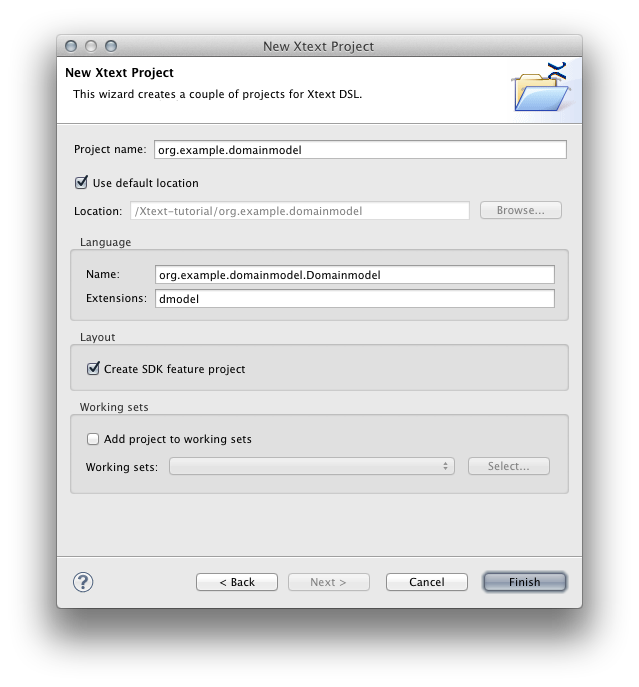 New Xtext Project
New Xtext Project
This wizard creates a couple of projects for Xtext DSL.
Project name: org.example.domainmodel
Use default location
Location: /Xtext-tutorial/org.example.domainmodel Browse...
Language
Name: org.example.domainmodel.Domainmodel
Extensions: dmodel
Layout
Create SDK feature project
Working sets
Add project to working sets
Working sets: Select...
? < Back Next > Cancel Finish